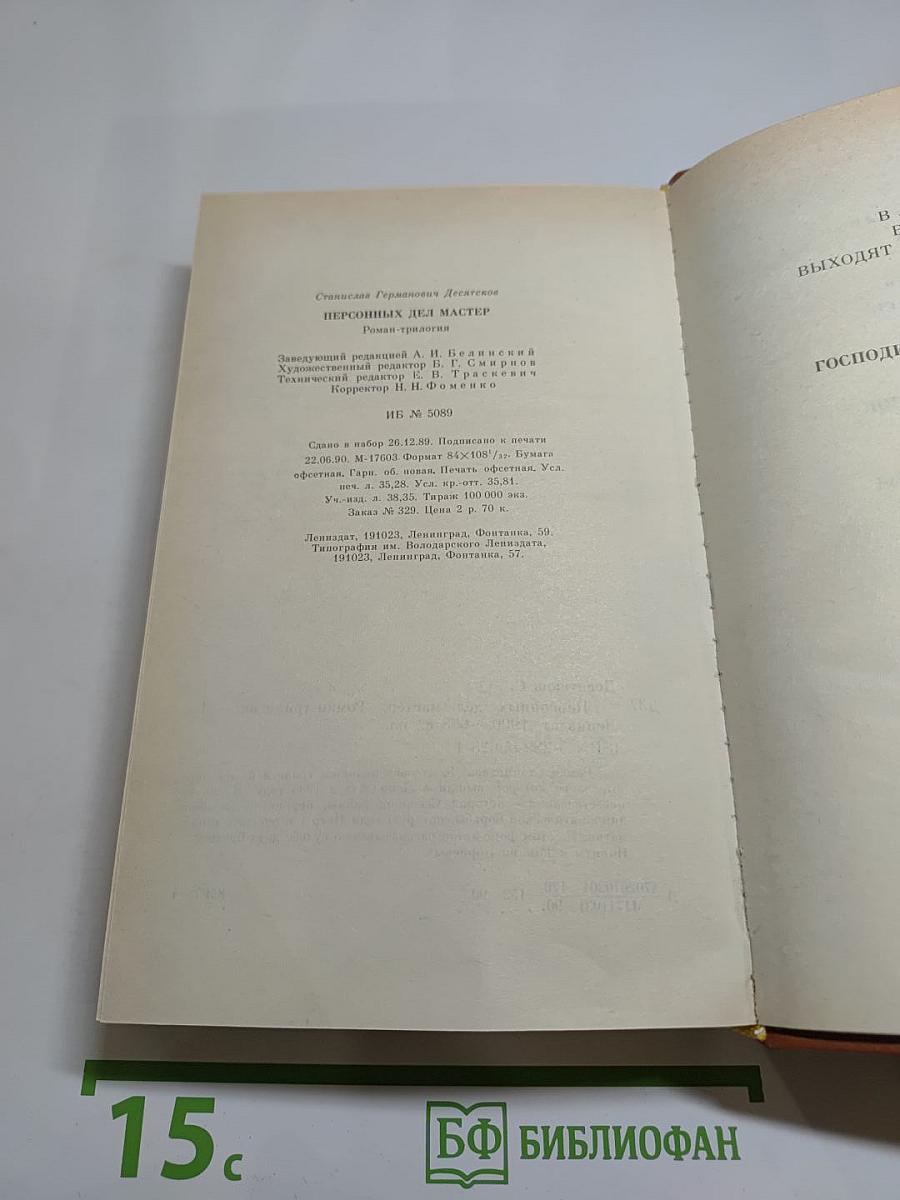 Станислав Германович Десятсков
ПЕРСОННЫХ ДЕЛ МАСТЕР
Роман-трилогия
Заведующий редакцией А. И. Белинский
Художественный редактор Б. Г. Смирнов
Технический редактор Е. В. Траскевич
Корректор Н. Н. Фоменко
ИБ № 5089
Сдано в набор 26.12.89. Подписано к печати
22.06.90. М-17603. Формат 84×108¹/₃₂. Бумага
офсетная. Гарн. об. новая. Печать офсетная. Усл.
печ. л. 35,28. Усл. кр.-отт. 35,81.
Уч.-изд. л. 38,35. Тираж 100 000 экз.
Заказ № 329. Цена 2 р. 70 к.
Лениздат, 191023, Ленинград, Фонтанка, 59.
Типография им. Володарского Лениздата,
191023, Ленинград, Фонтанка, 57.
В
ВЫХОДЯТ
15 с
БФ БИБЛИОФАН